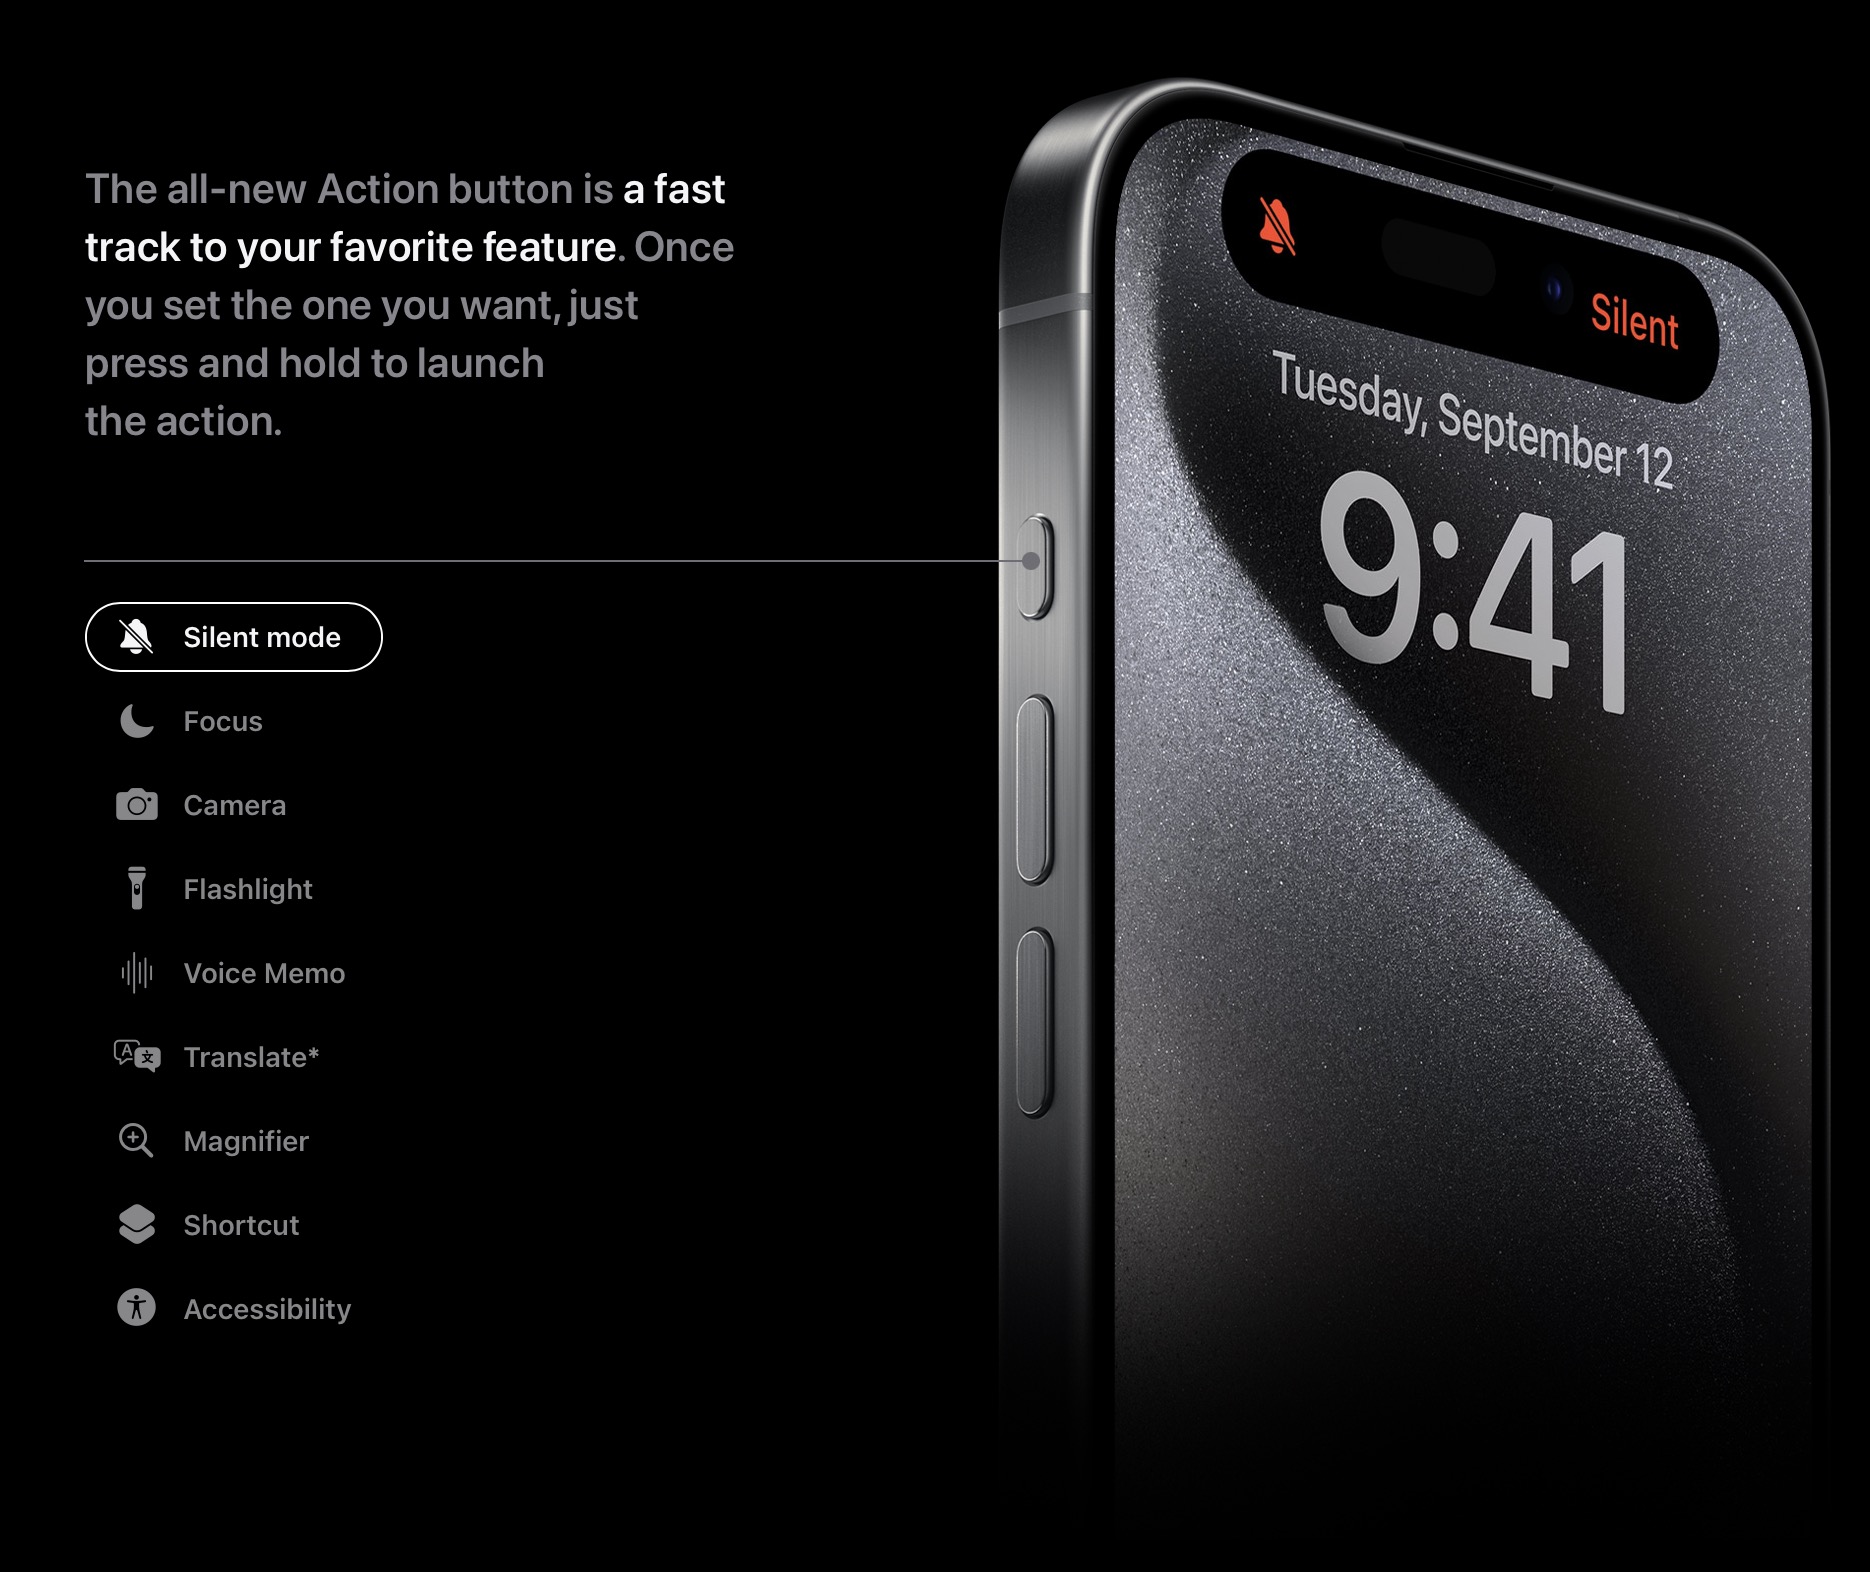 The all-new Action button is a fast
track to your favorite feature. Once
you set the one you want, just
press and hold to launch
the action.
Silent mode
Focus
Camera
Flashlight
Voice Memo
Translate*
Magnifier
Shortcut
Accessibility
Silent
Tuesday, September 12
9:41